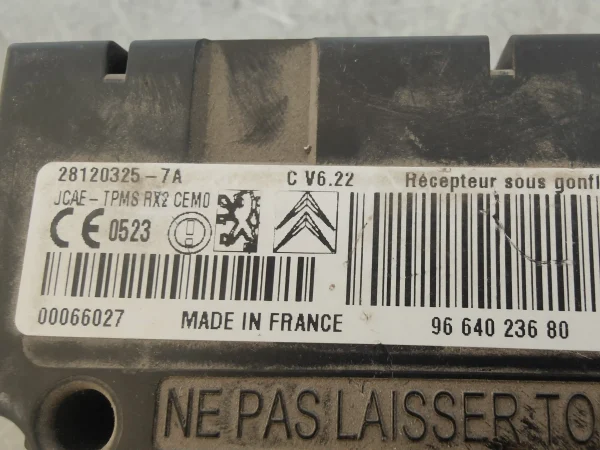 28120325-7A C V6.22 Récepteur sous gonfl
JCAE-TPMS RX2 CEM0
CE 0523
00066027 MADE IN FRANCE 96 640 236 80
NE PAS LAISSER TO